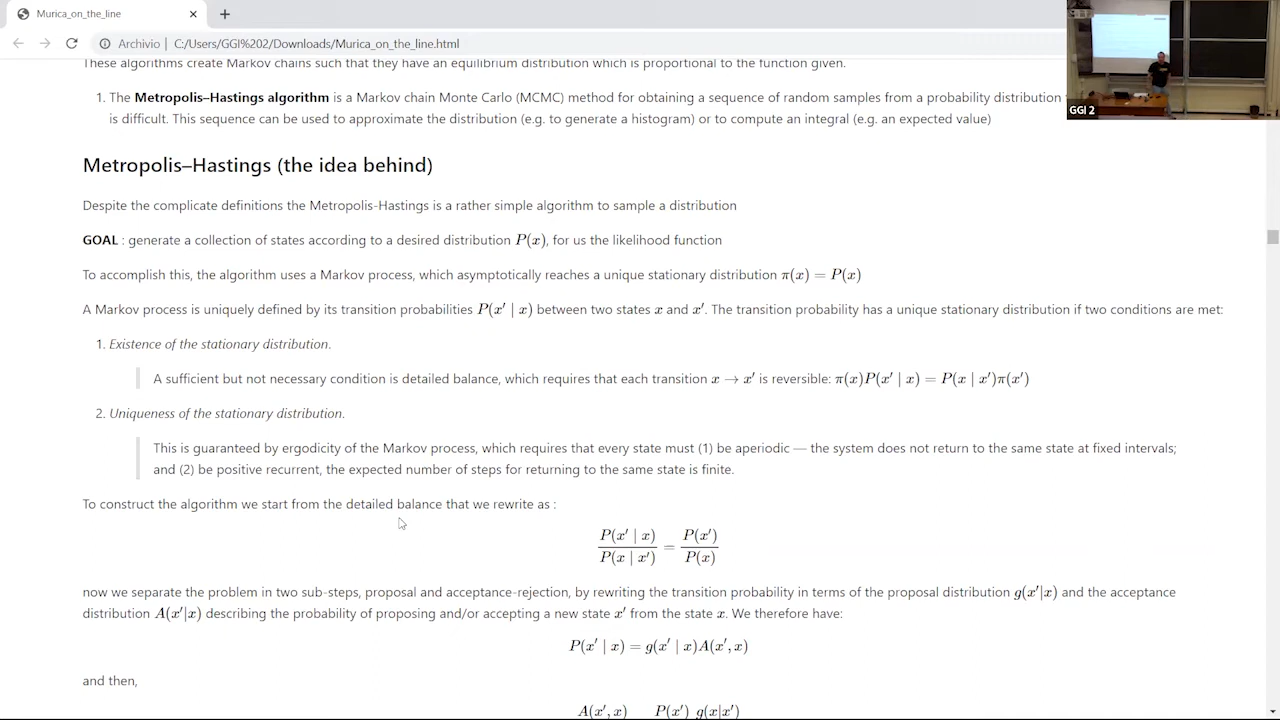 Murica_on_the_line
Archivio | C:/Users/GGI%202/Downloads/Murica_on_the_line.html
These algorithms create Markov chains such that they have an equilibrium distribution which is proportional to the function given.
1. The Metropolis–Hastings algorithm is a Markov chain Monte Carlo (MCMC) method for obtaining a sequence of random samples from a probability distribution
is difficult. This sequence can be used to approximate the distribution (e.g. to generate a histogram) or to compute an integral (e.g. an expected value)
GGI 2
Metropolis–Hastings (the idea behind)
Despite the complicate definitions the Metropolis-Hastings is a rather simple algorithm to sample a distribution
GOAL : generate a collection of states according to a desired distribution P(x), for us the likelihood function
To accomplish this, the algorithm uses a Markov process, which asymptotically reaches a unique stationary distribution π(x) = P(x)
A Markov process is uniquely defined by its transition probabilities P(x′ | x) between two states x and x′. The transition probability has a unique stationary distribution if two conditions are met:
1. Existence of the stationary distribution.
A sufficient but not necessary condition is detailed balance, which requires that each transition x → x′ is reversible: π(x)P(x′ | x) = P(x | x′)π(x′)
2. Uniqueness of the stationary distribution.
This is guaranteed by ergodicity of the Markov process, which requires that every state must (1) be aperiodic — the system does not return to the same state at fixed intervals;
and (2) be positive recurrent, the expected number of steps for returning to the same state is finite.
To construct the algorithm we start from the detailed balance that we rewrite as :
P(x′ | x) P(x′)
=
P(x | x′) P(x)
now we separate the problem in two sub-steps, proposal and acceptance-rejection, by rewriting the transition probability in terms of the proposal distribution g(x′|x) and the acceptance
distribution A(x′|x) describing the probability of proposing and/or accepting a new state x′ from the state x. We therefore have:
P(x′ | x) = g(x′ | x)A(x′, x)
and then,
A(x′, x) P(x′) g(x|x′)